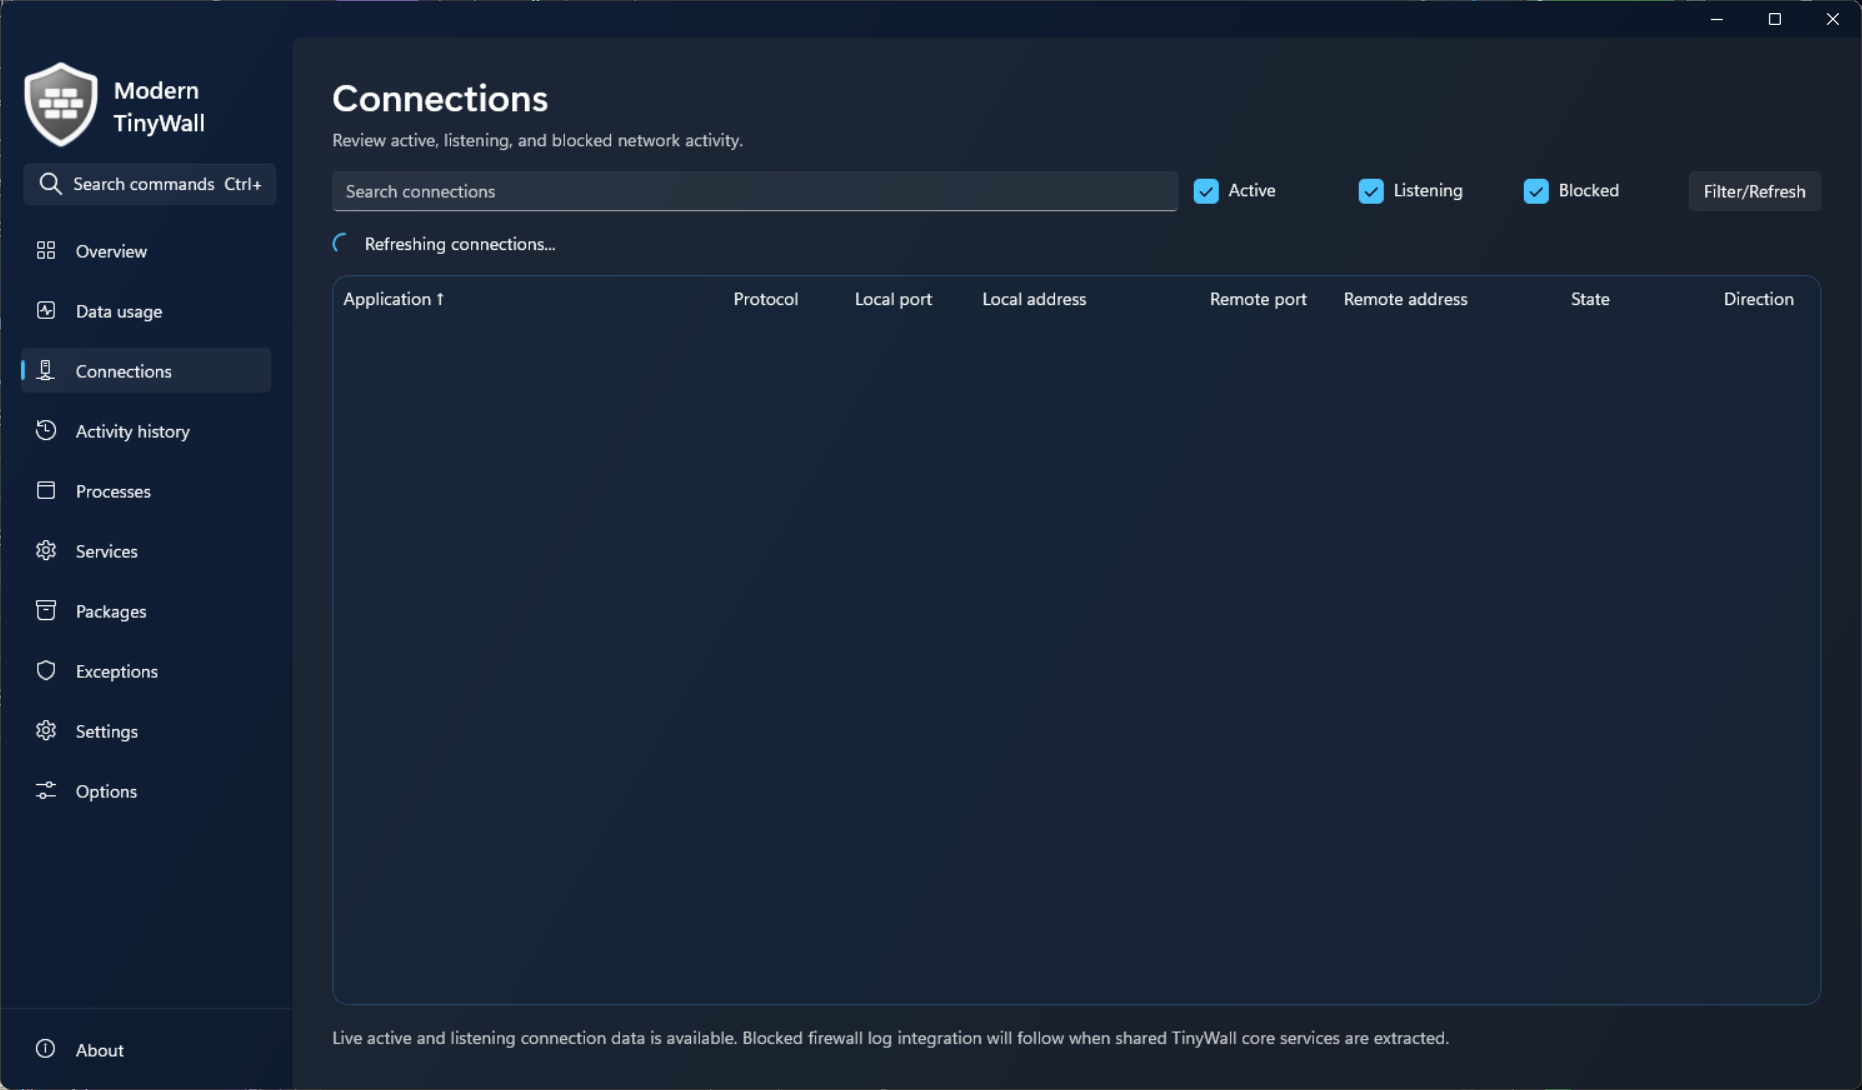 Modern
TinyWall
Search commands Ctrl+
Overview
Data usage
Connections
Activity history
Processes
Services
Packages
Exceptions
Settings
Options
About
Connections
Review active, listening, and blocked network activity.
Search connections
Active
Listening
Blocked
Filter/Refresh
Refreshing connections...
Application ↑ Protocol Local port Local address Remote port Remote address State Direction
Live active and listening connection data is available. Blocked firewall log integration will follow when shared TinyWall core services are extracted.